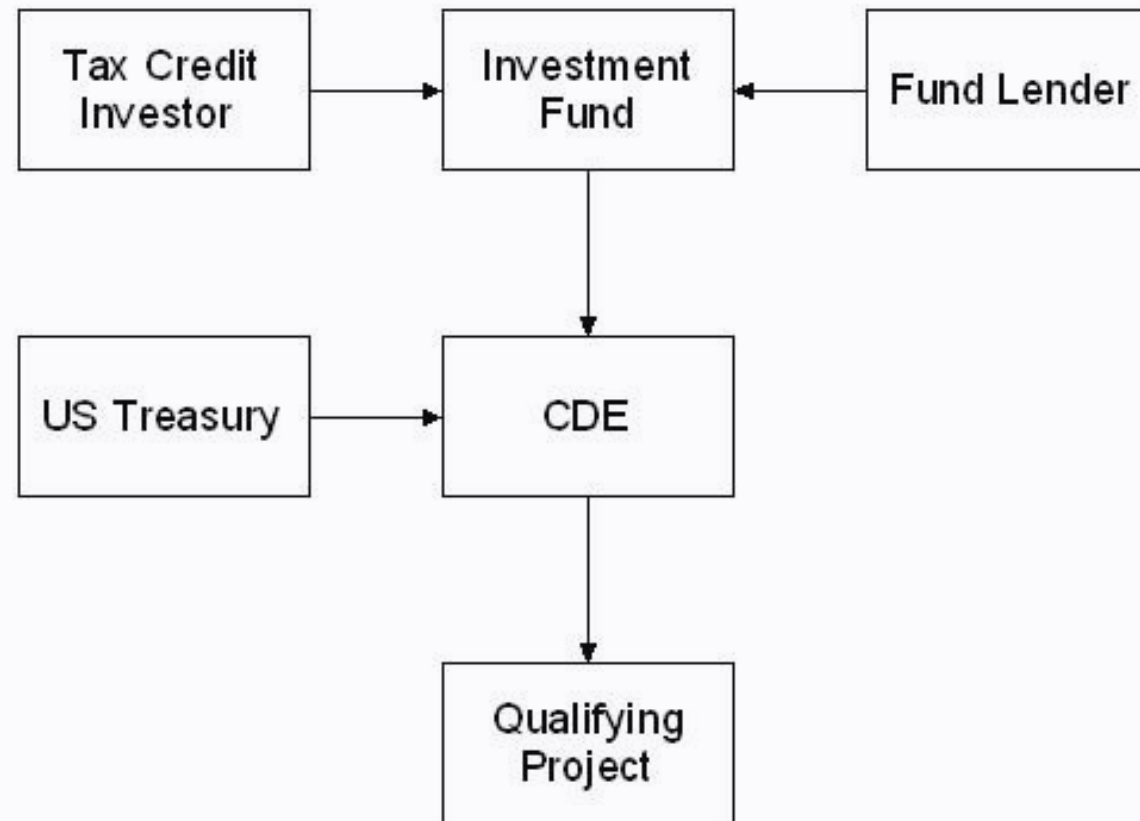 Tax Credit
Investor
Investment
Fund
Fund Lender
US Treasury
CDE
Qualifying
Project